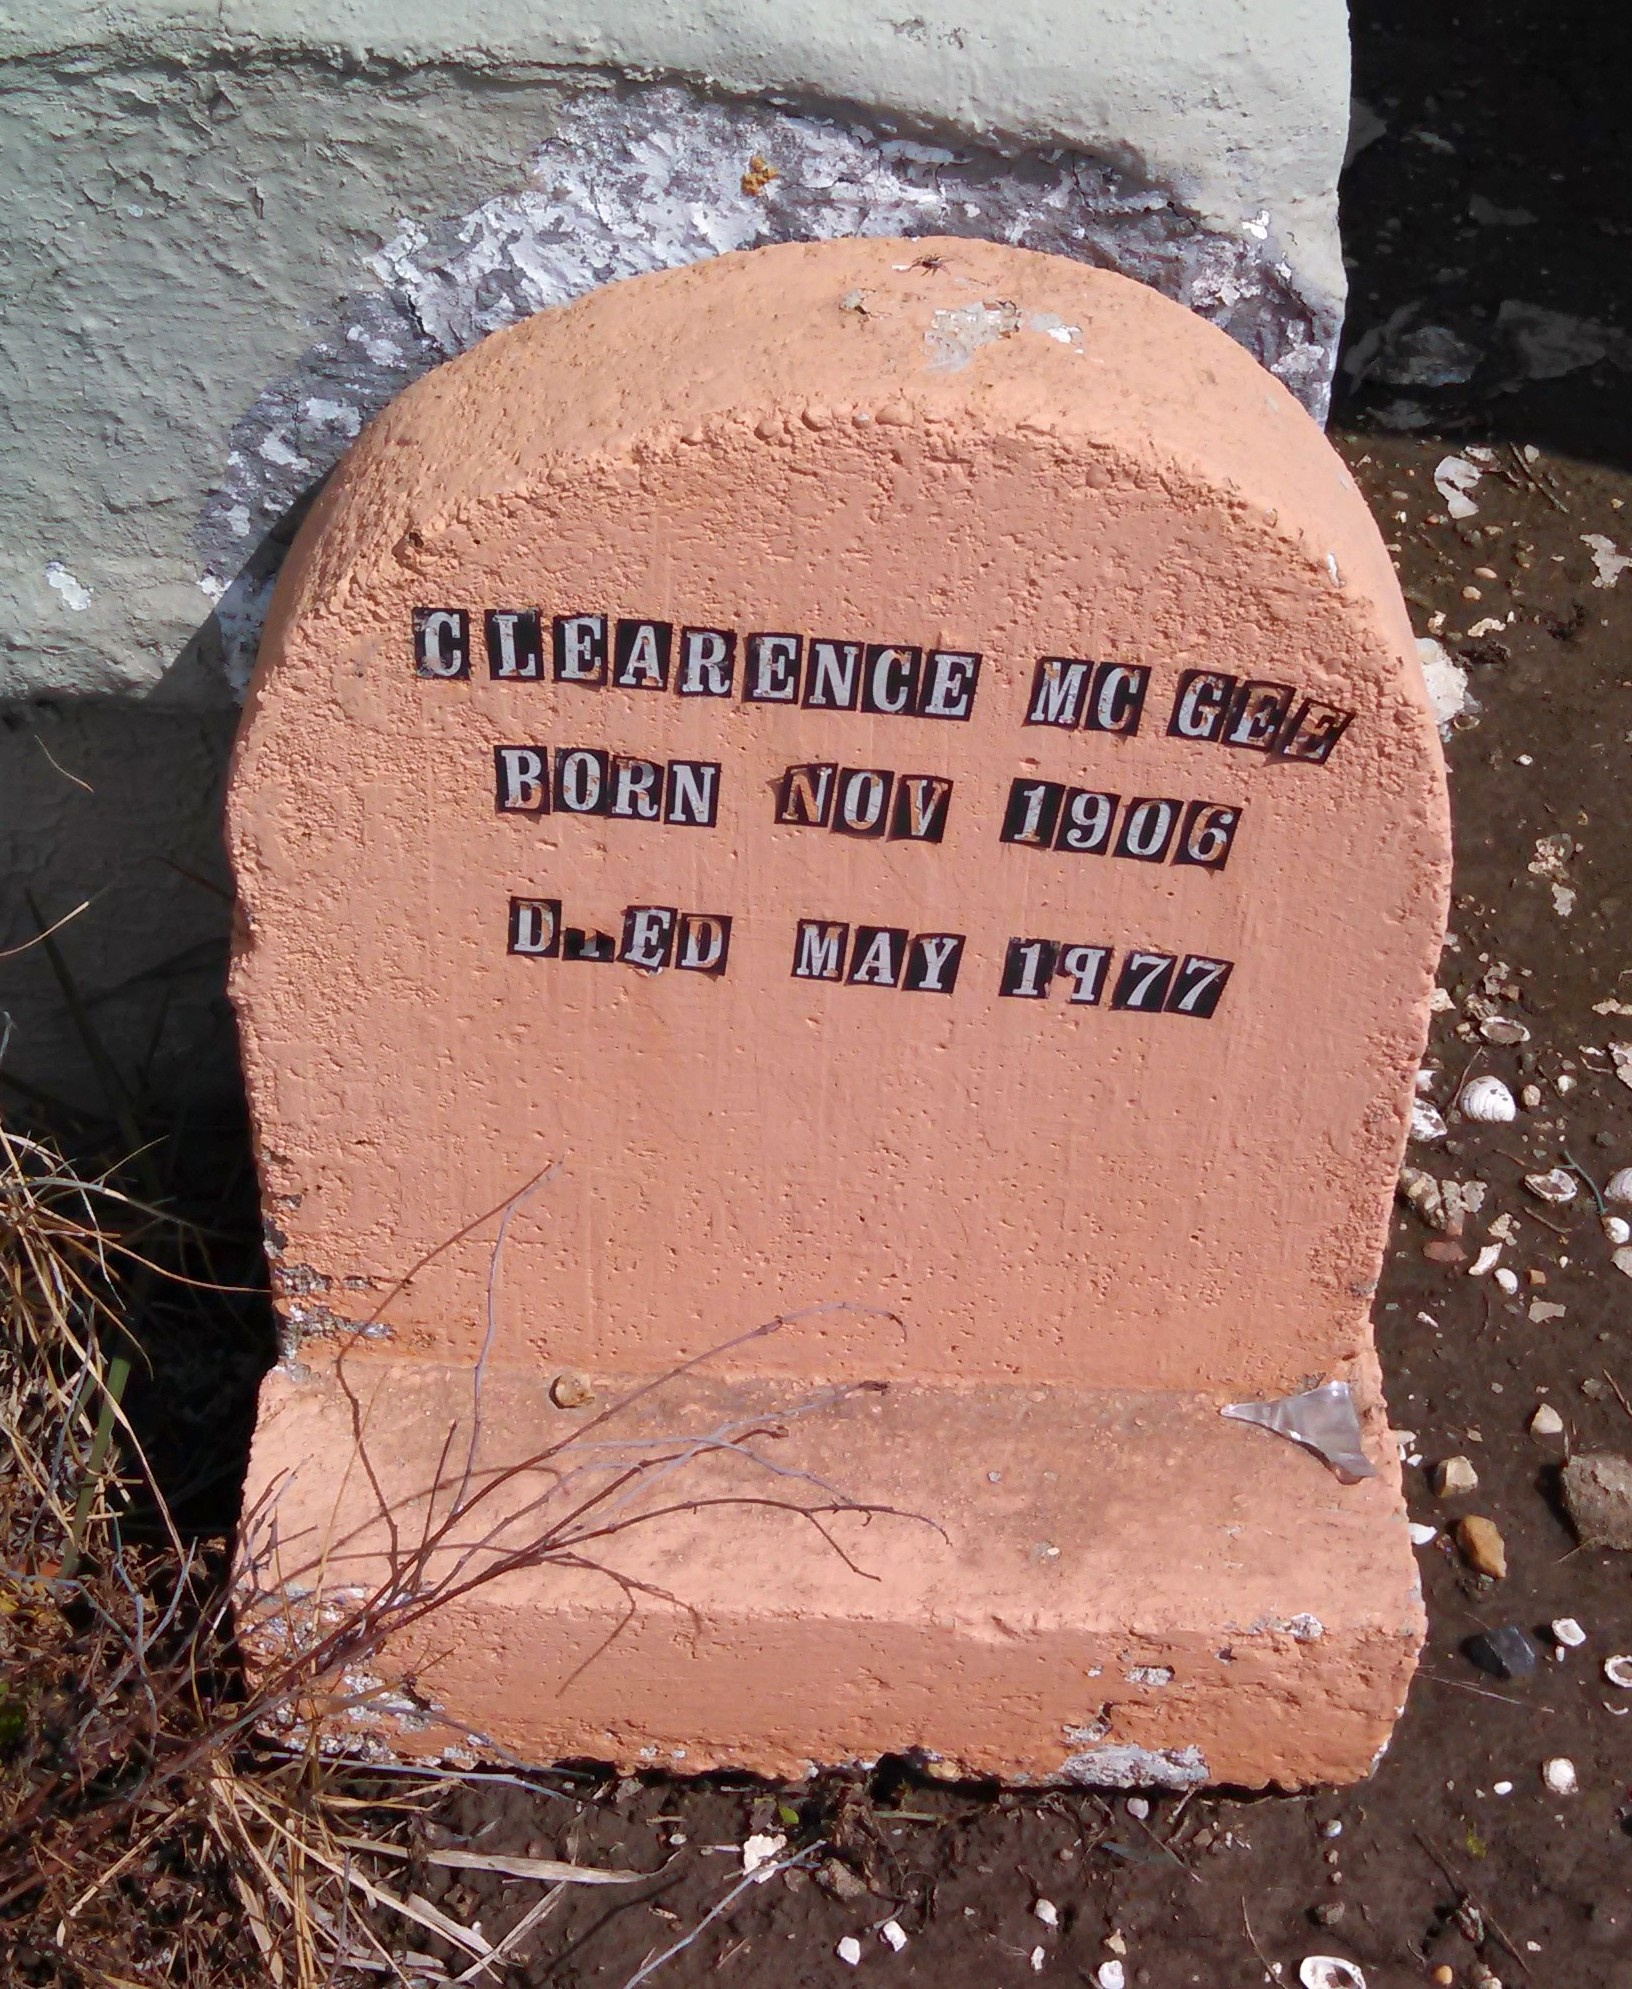 CLEARENCE MC GEE
BORN NOV 1906
DIED MAY 1977